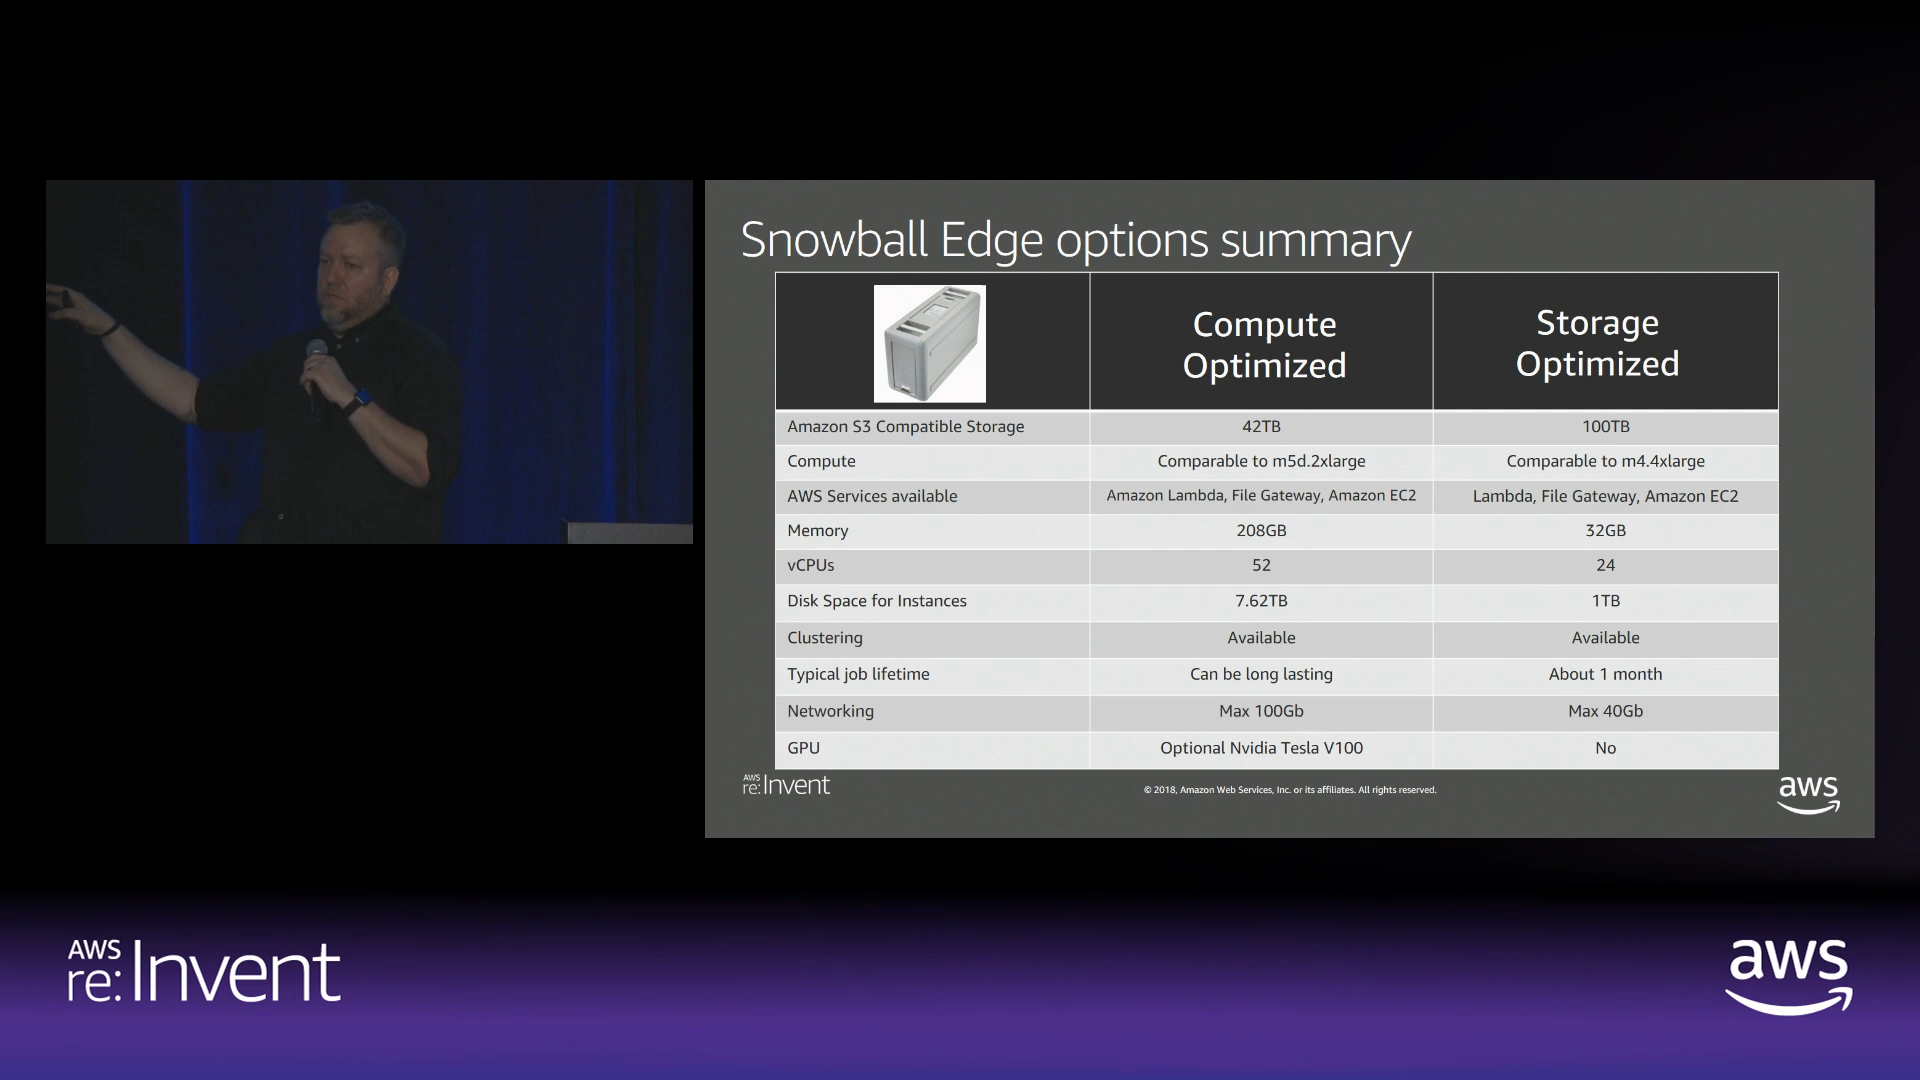 Snowball Edge options summary
Compute Optimized
Storage Optimized
Amazon S3 Compatible Storage 42TB 100TB
Compute Comparable to m5d.2xlarge Comparable to m4.4xlarge
AWS Services available Amazon Lambda, File Gateway, Amazon EC2 Lambda, File Gateway, Amazon EC2
Memory 208GB 32GB
vCPUs 52 24
Disk Space for Instances 7.62TB 1TB
Clustering Available Available
Typical job lifetime Can be long lasting About 1 month
Networking Max 100Gb Max 40Gb
GPU Optional Nvidia Tesla V100 No
AWS
re:Invent
© 2018, Amazon Web Services, Inc. or its affiliates. All rights reserved.
aws
AWS
re:Invent
aws